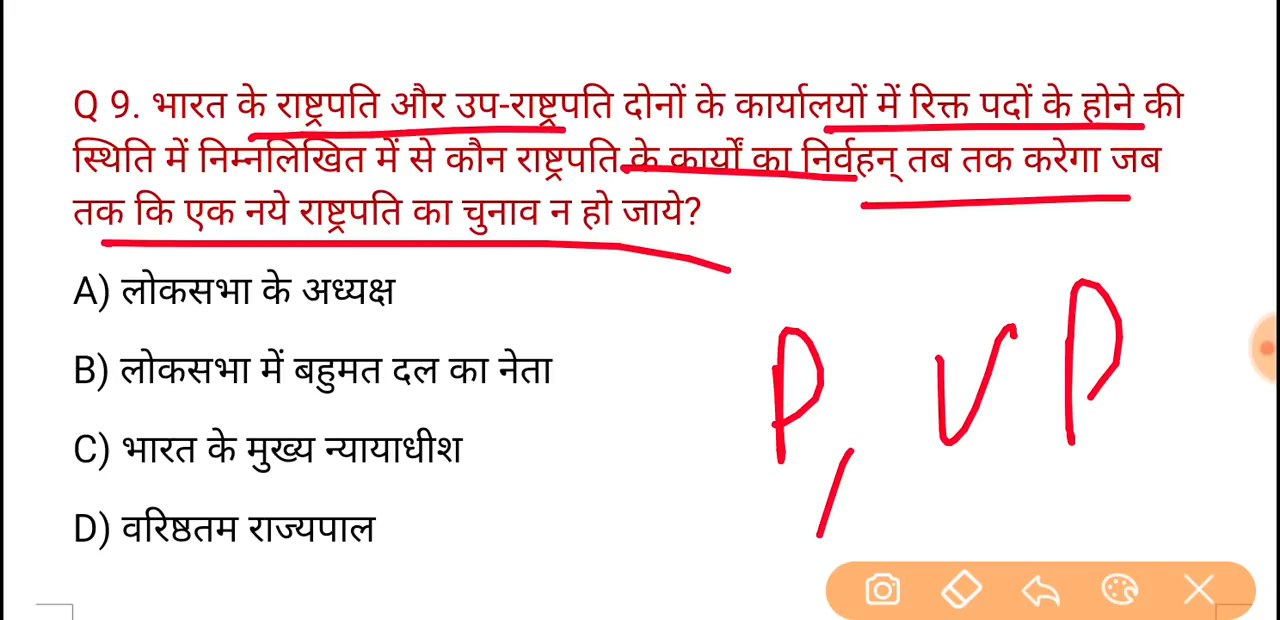 Q 9. भारत के राष्ट्रपति और उप-राष्ट्रपति दोनों के कार्यालयों में रिक्त पदों के होने की
स्थिति में निम्नलिखित में से कौन राष्ट्रपति के कार्यों का निर्वहन् तब तक करेगा जब
तक कि एक नये राष्ट्रपति का चुनाव न हो जाये?
A) लोकसभा के अध्यक्ष
B) लोकसभा में बहुमत दल का नेता
C) भारत के मुख्य न्यायाधीश
D) वरिष्ठतम राज्यपाल
P, VP